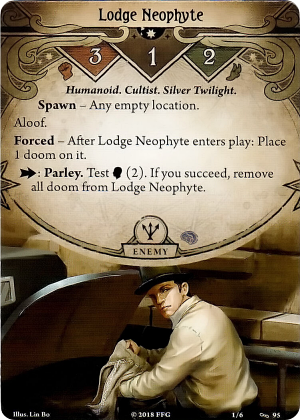 Lodge Neophyte
3 1 2
Humanoid. Cultist. Silver Twilight.
Spawn – Any empty location.
Aloof.
Forced – After Lodge Neophyte enters play: Place
1 doom on it.
: Parley. Test (2). If you succeed, remove
all doom from Lodge Neophyte.
ENEMY
Illus. Lin Bo © 2018 FFG 1/6 95